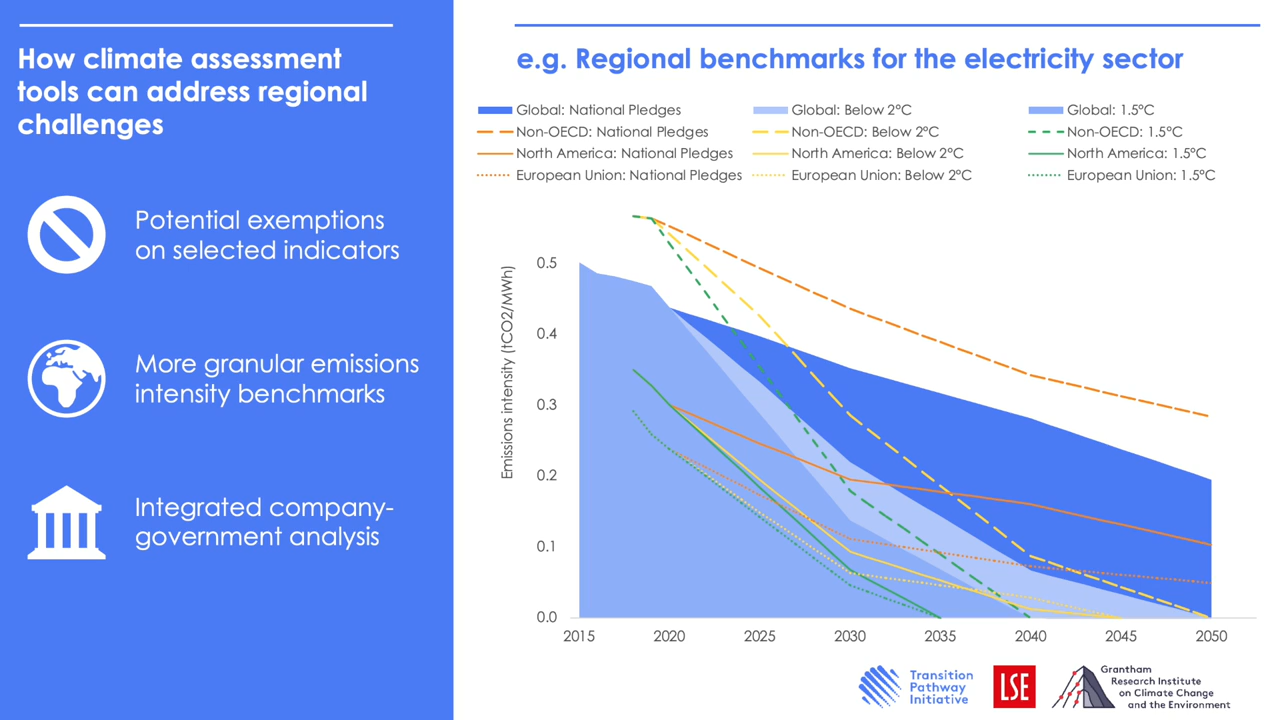 How climate assessment
tools can address regional
challenges
Potential exemptions
on selected indicators
More granular emissions
intensity benchmarks
Integrated company-
government analysis
e.g. Regional benchmarks for the electricity sector
Global: National Pledges
Global: Below 2°C
Global: 1.5°C
Non-OECD: National Pledges
Non-OECD: Below 2°C
Non-OECD: 1.5°C
North America: National Pledges
North America: Below 2°C
North America: 1.5°C
European Union: National Pledges
European Union: Below 2°C
European Union: 1.5°C
Emissions intensity (tCO2/MWh)
0.5
0.4
0.3
0.2
0.1
0.0
2015 2020 2025 2030 2035 2040 2045 2050
Transition
Pathway
Initiative
LSE
Grantham
Research Institute
on Climate Change
and the Environment